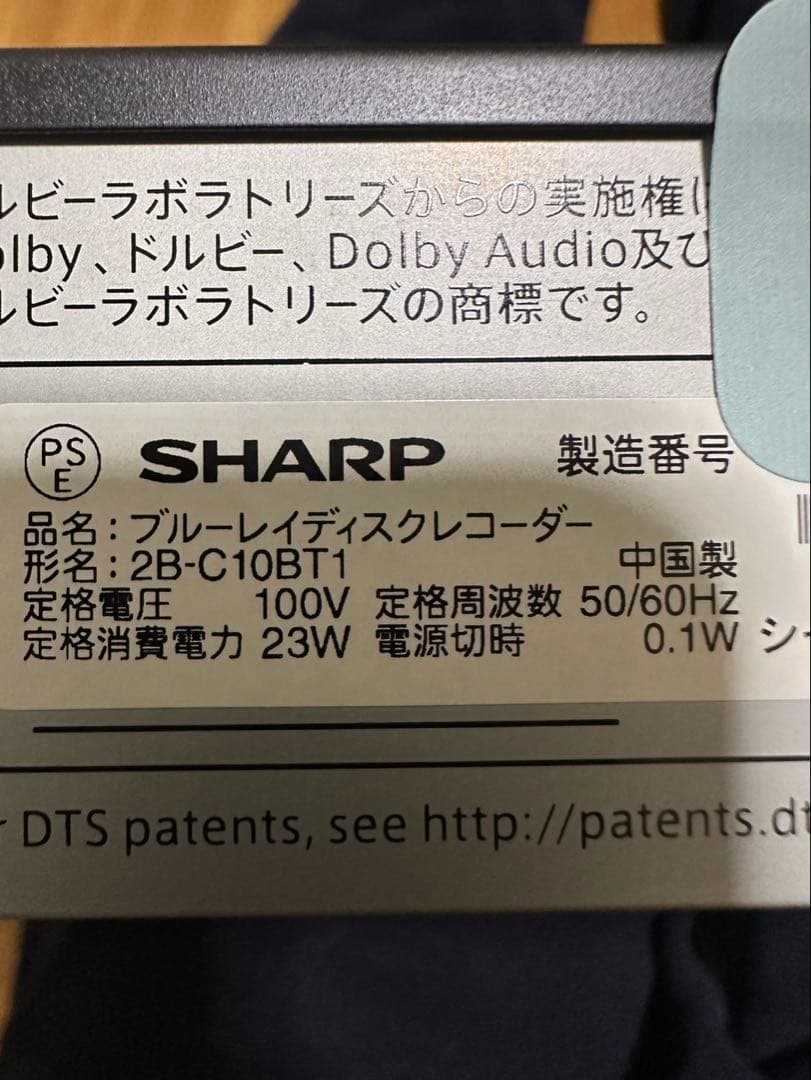 ルビーラボラトリーズからの実施権に
olby、ドルビー、Dolby Audio及び
ルビーラボラトリーズの商標です。
PS
E
SHARP 製造番号
品名:ブルーレイディスクレコーダー
形名:2B-C10BT1 中国製
定格電圧 100V 定格周波数 50/60Hz
定格消費電力 23W 電源切時 0.1W シ
r DTS patents, see http://patents.dt